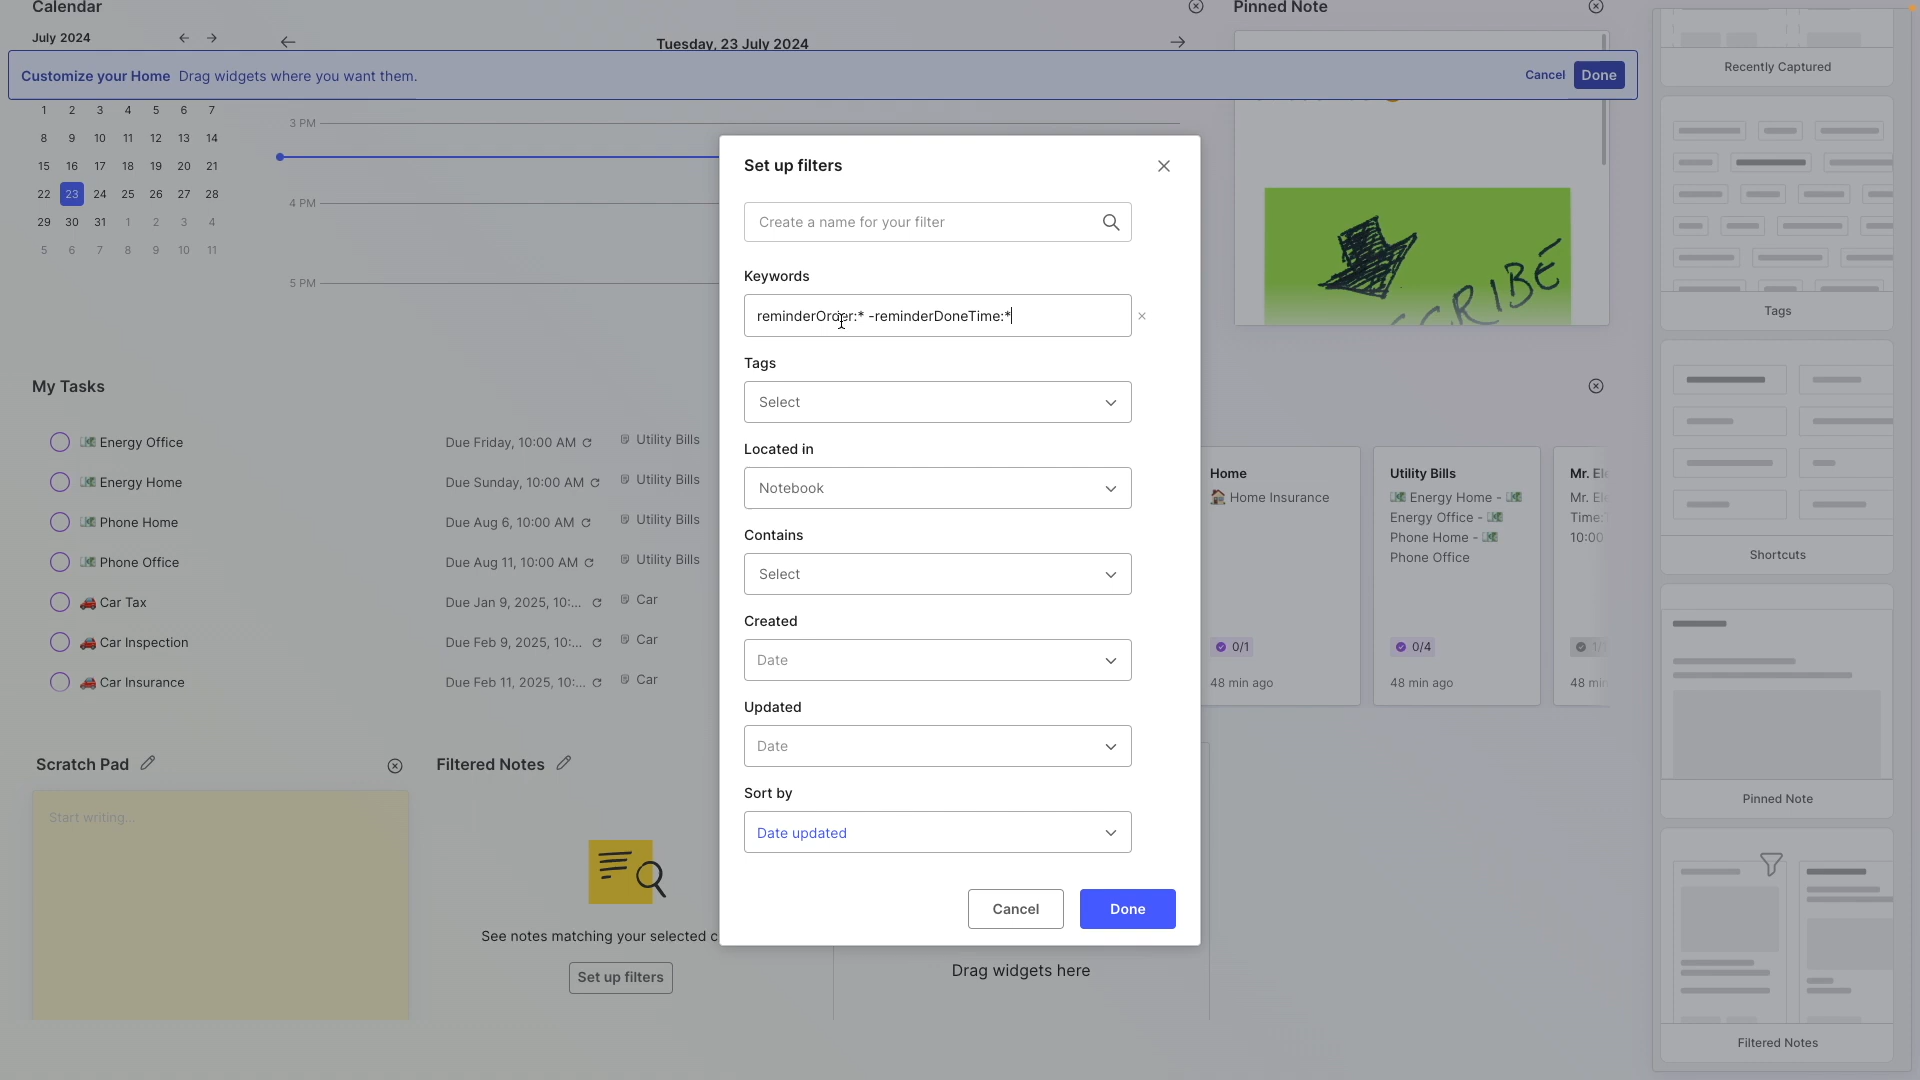 Calendar
Pinned Note
July 2024
Tuesday, 23 July 2024
Customize your Home Drag widgets where you want them.
Cancel Done
1 2 3 4 5 6 7
8 9 10 11 12 13 14
15 16 17 18 19 20 21
22 23 24 25 26 27 28
29 30 31 1 2 3 4
5 6 7 8 9 10 11
3 PM
4 PM
5 PM
Set up filters
Create a name for your filter
Keywords
reminderOrder:* -reminderDoneTime:*
Tags
Select
Located in
Notebook
Contains
Select
Created
Date
Updated
Date
Sort by
Date updated
Cancel
Done
My Tasks
Energy Office Due Friday, 10:00 AM Utility Bills
Energy Home Due Sunday, 10:00 AM Utility Bills
Phone Home Due Aug 6, 10:00 AM Utility Bills
Phone Office Due Aug 11, 10:00 AM Utility Bills
Car Tax Due Jan 9, 2025, 10:... Car
Car Inspection Due Feb 9, 2025, 10:... Car
Car Insurance Due Feb 11, 2025, 10:... Car
Home
Home Insurance
0/1
48 min ago
Utility Bills
Energy Home -
Energy Office -
Phone Home -
Phone Office
0/4
48 min ago
Mr.
Mr.
Time:
10:00
48 min
Scratch Pad
Start writing...
Filtered Notes
See notes matching your selected
Set up filters
Drag widgets here
Recently Captured
Tags
Shortcuts
Pinned Note
Filtered Notes